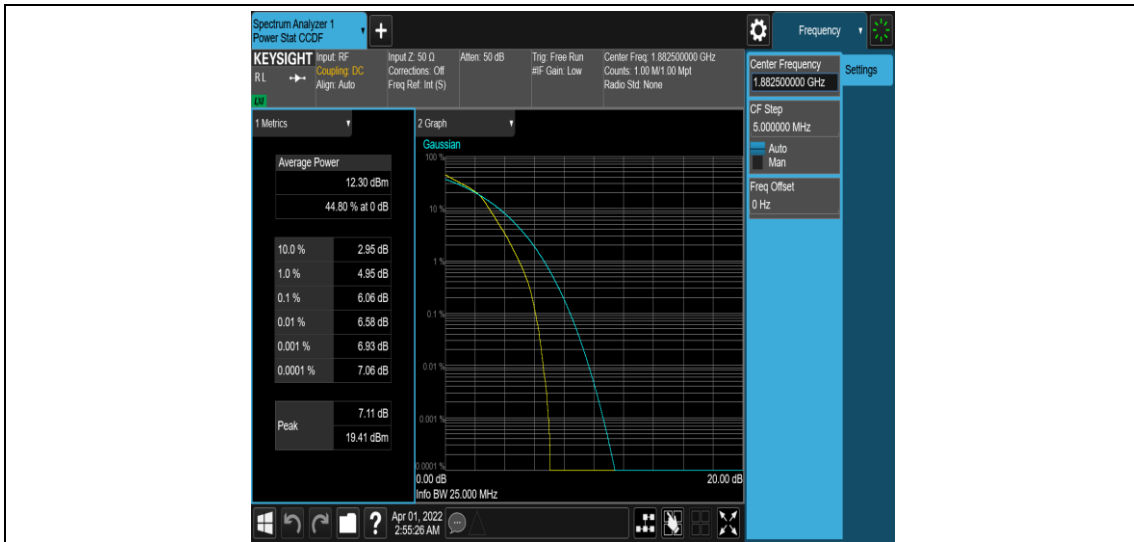 Spectrum Analyzer 1
Power Stat CCDF
+
Frequency
KEYSIGHT
RL
LXI
Input: RF
Coupling: DC
Align: Auto
Input Z: 50 Ω
Corrections: Off
Freq Ref: Int (S)
Atten: 50 dB
Trig: Free Run
#IF Gain: Low
Center Freq: 1.882500000 GHz
Counts: 1.00 M/1.00 Mpt
Radio Std: None
Center Frequency
1.882500000 GHz
Settings
CF Step
5.000000 MHz
Auto
Man
Freq Offset
0 Hz
1 Metrics
Average Power
12.30 dBm
44.80 % at 0 dB
10.0 % 2.95 dB
1.0 % 4.95 dB
0.1 % 6.06 dB
0.01 % 6.58 dB
0.001 % 6.93 dB
0.0001 % 7.06 dB
Peak 7.11 dB
19.41 dBm
2 Graph
Gaussian
100 %
10 %
1 %
0.1 %
0.01 %
0.001 %
0.0001 %
0.00 dB 20.00 dB
Info BW 25.000 MHz
?
Apr 01, 2022
2:55:26 AM